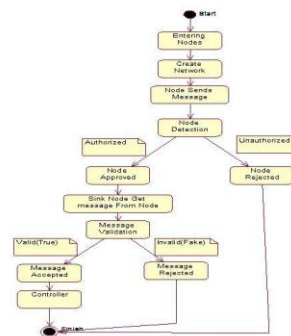 Start
Entering
Nodes
Create
Network
Node Sends
Message
Node
Detection
Authorized
Unauthorized
Node
Approved
Node
Rejected
Sink Node Get
message From Node
Message
Validation
Valid(True)
Invalid(Fake)
Message
Accepted
Message
Rejected
Controller
Finish